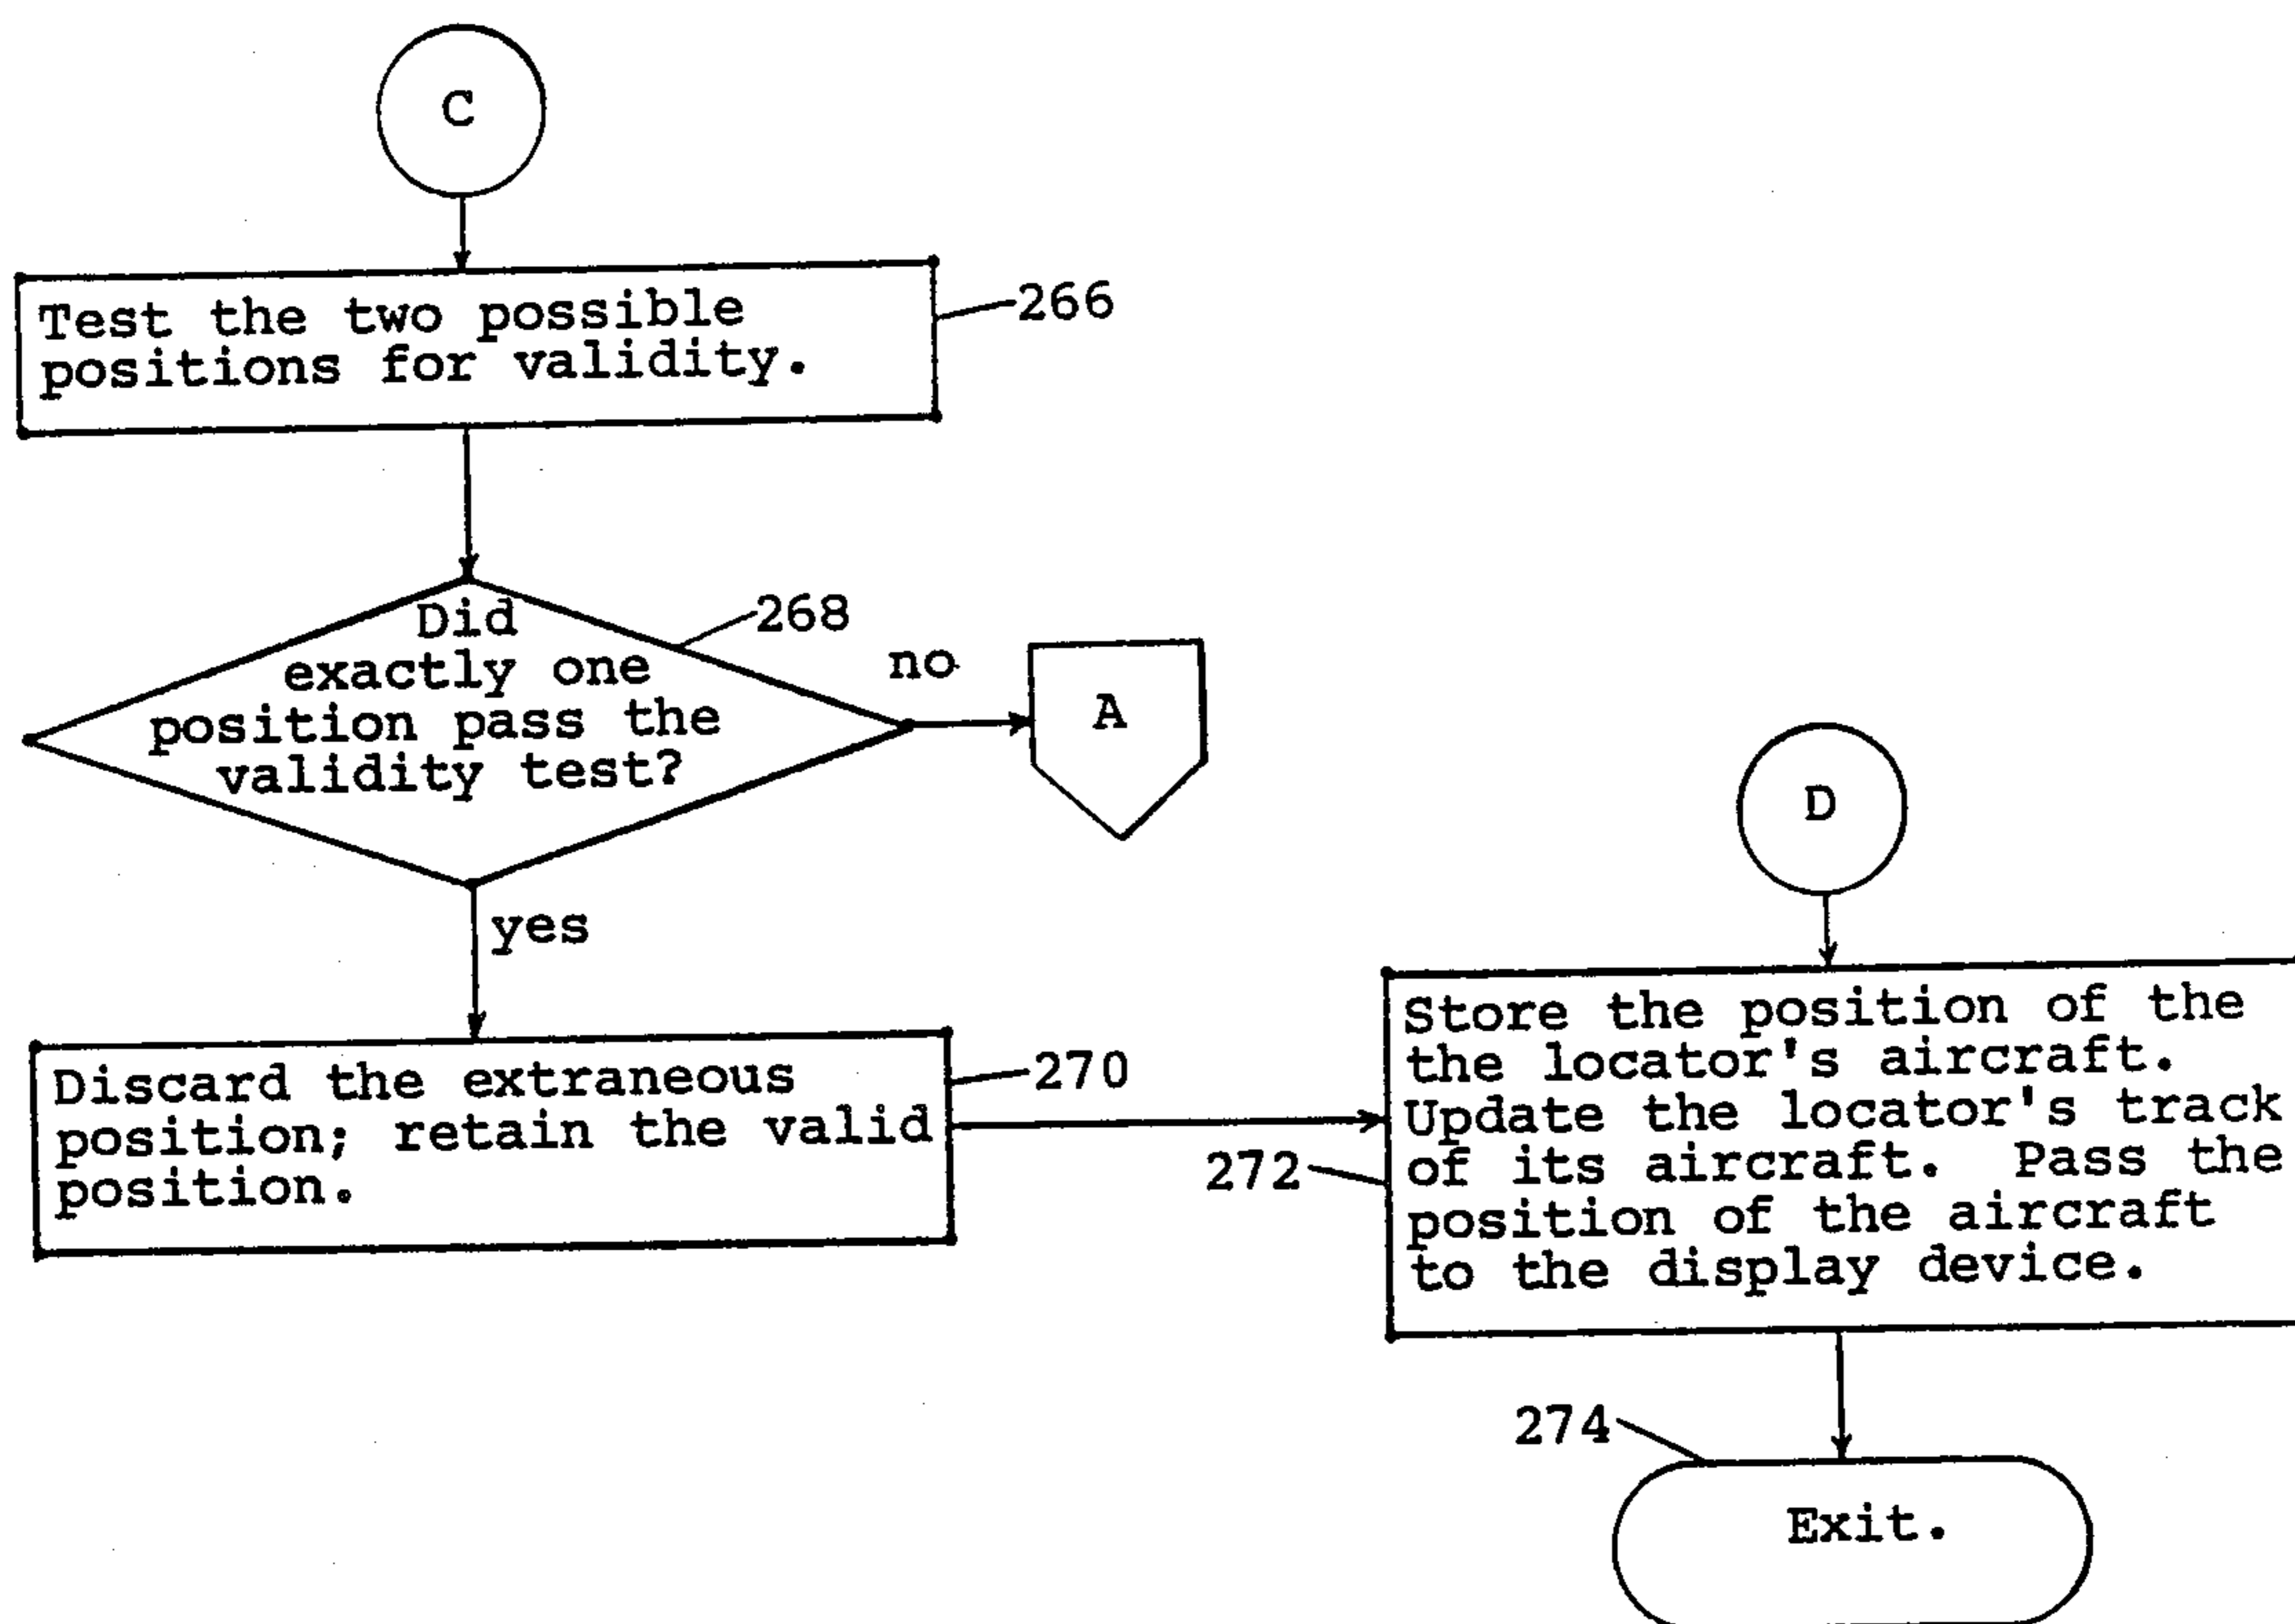 C
Test the two possible
positions for validity.
266
Did
exactly one
position pass the
validity test?
268
no
A
yes
Discard the extraneous
position; retain the valid
position.
270
D
Store the position of the
the locator's aircraft.
Update the locator's track
of its aircraft.  Pass the
position of the aircraft
to the display device.
272
274
Exit.